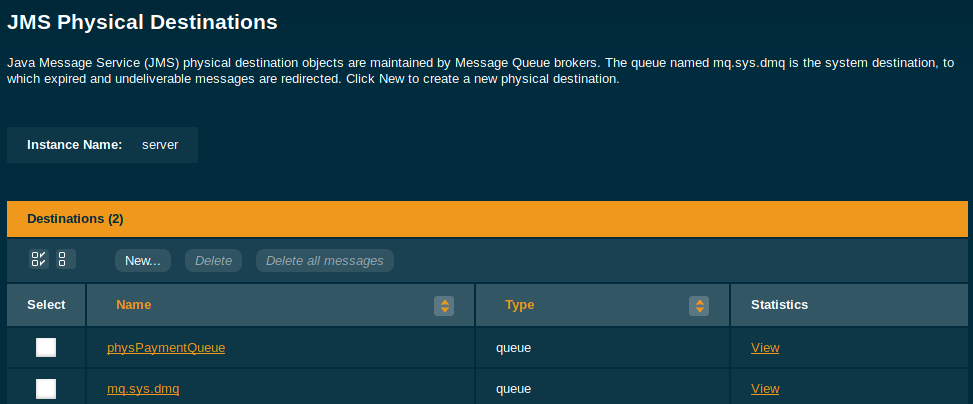 JMS Physical Destinations
Java Message Service (JMS) physical destination objects are maintained by Message Queue brokers. The queue named mq.sys.dmq is the system destination, to
which expired and undeliverable messages are redirected. Click New to create a new physical destination.
Instance Name: server
Destinations (2)
New... Delete Delete all messages
Select Name Type Statistics
physPaymentQueue queue View
mq.sys.dmq queue View